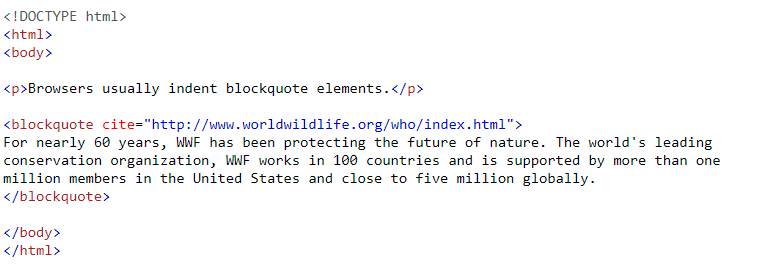 <!DOCTYPE html>
<html>
<body>
<p>Browsers usually indent blockquote elements.</p>
<blockquote cite="http://www.worldwildlife.org/who/index.html">
For nearly 60 years, WWF has been protecting the future of nature. The world's leading
conservation organization, WWF works in 100 countries and is supported by more than one
million members in the United States and close to five million globally.
</blockquote>
</body>
</html>